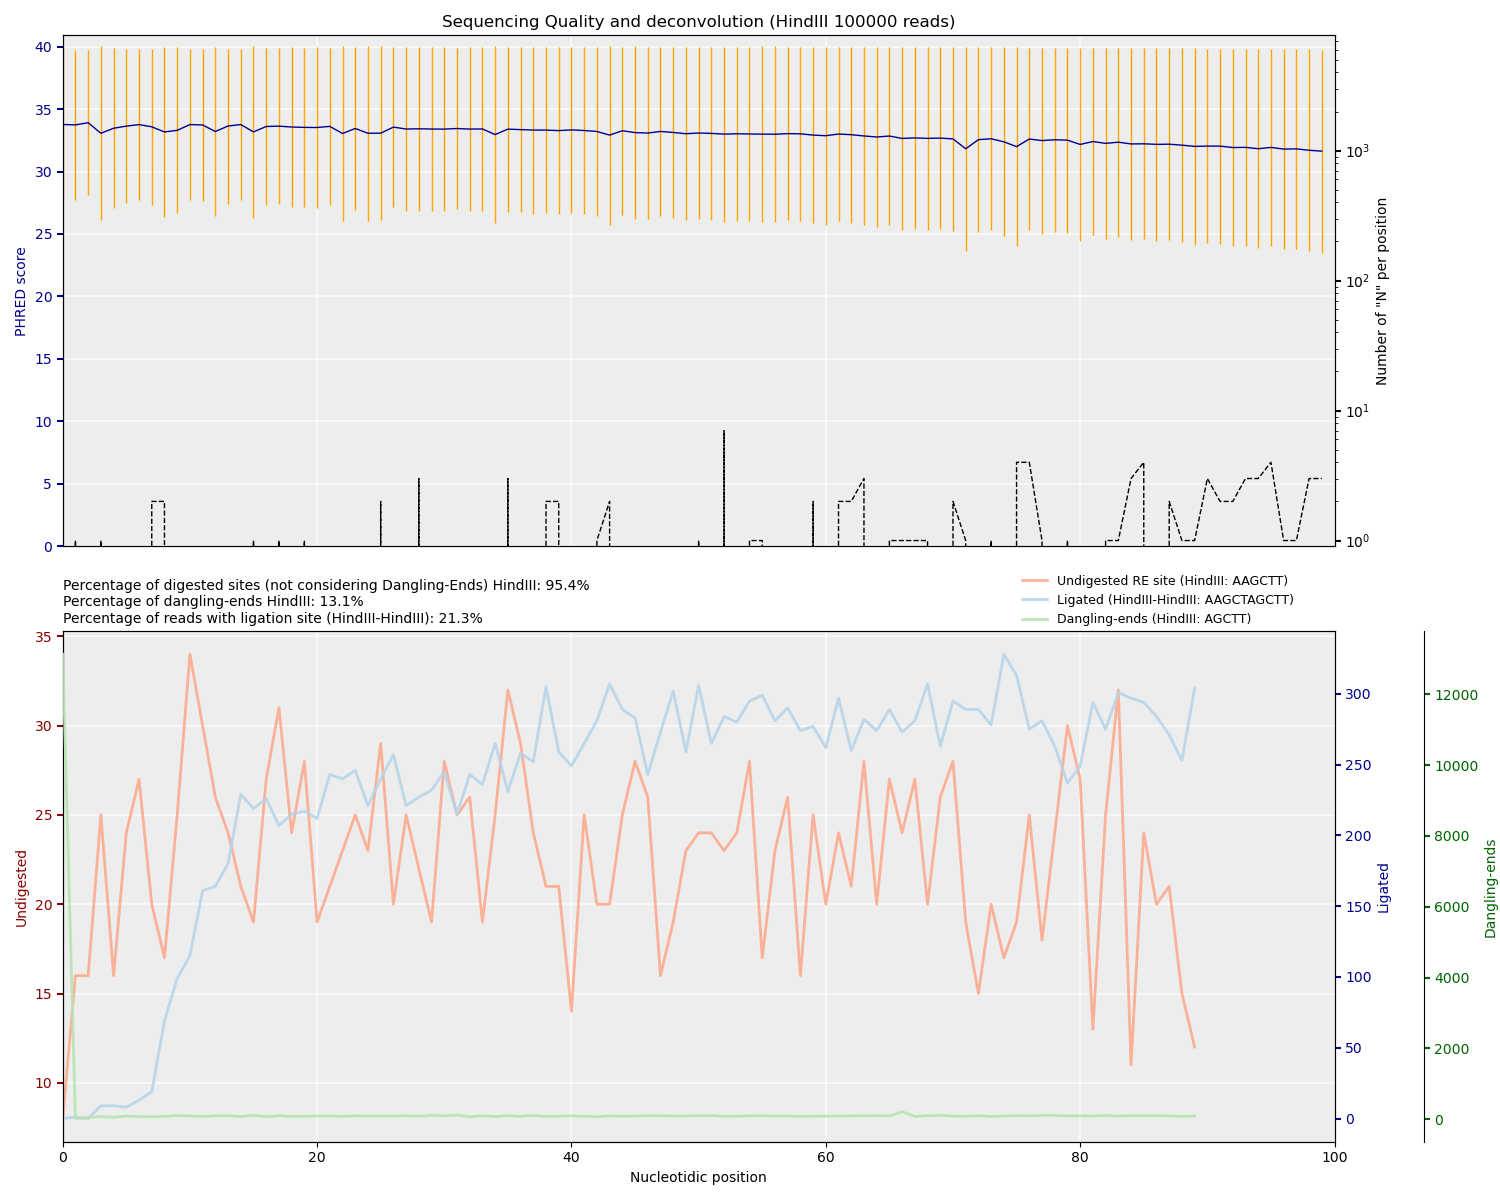 Sequencing Quality and deconvolution (HindIII 100000 reads)
40
35
30
25
20
15
10
5
0
PHRED score
10³
10²
10¹
10⁰
Number of "N" per position
Percentage of digested sites (not considering Dangling-Ends) HindIII: 95.4%
Percentage of dangling-ends HindIII: 13.1%
Percentage of reads with ligation site (HindIII-HindIII): 21.3%
Undigested RE site (HindIII: AAGCTT)
Ligated (HindIII-HindIII: AAGCTAGCTT)
Dangling-ends (HindIII: AGCTT)
35
30
25
20
15
10
Undigested
300
250
200
150
100
50
0
Ligated
12000
10000
8000
6000
4000
2000
0
Dangling-ends
0 20 40 60 80 100
Nucleotidic position